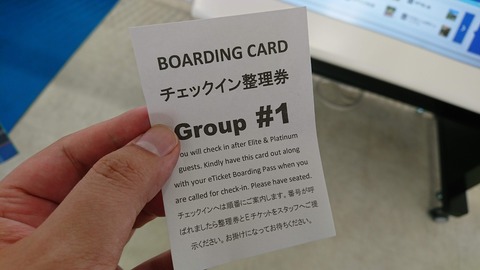 BOARDING CARD
チェックイン整理券
Group #1
You will check in after Elite & Platinum
guests. Kindly have this card out along
with your eTicket Boarding Pass when you
are called for check-in. Please have seated.
チェックインへは順番にご案内します。番号が呼
ばれましたら整理券とEチケットをスタッフへご提
示ください。お掛けになってお待ちください。